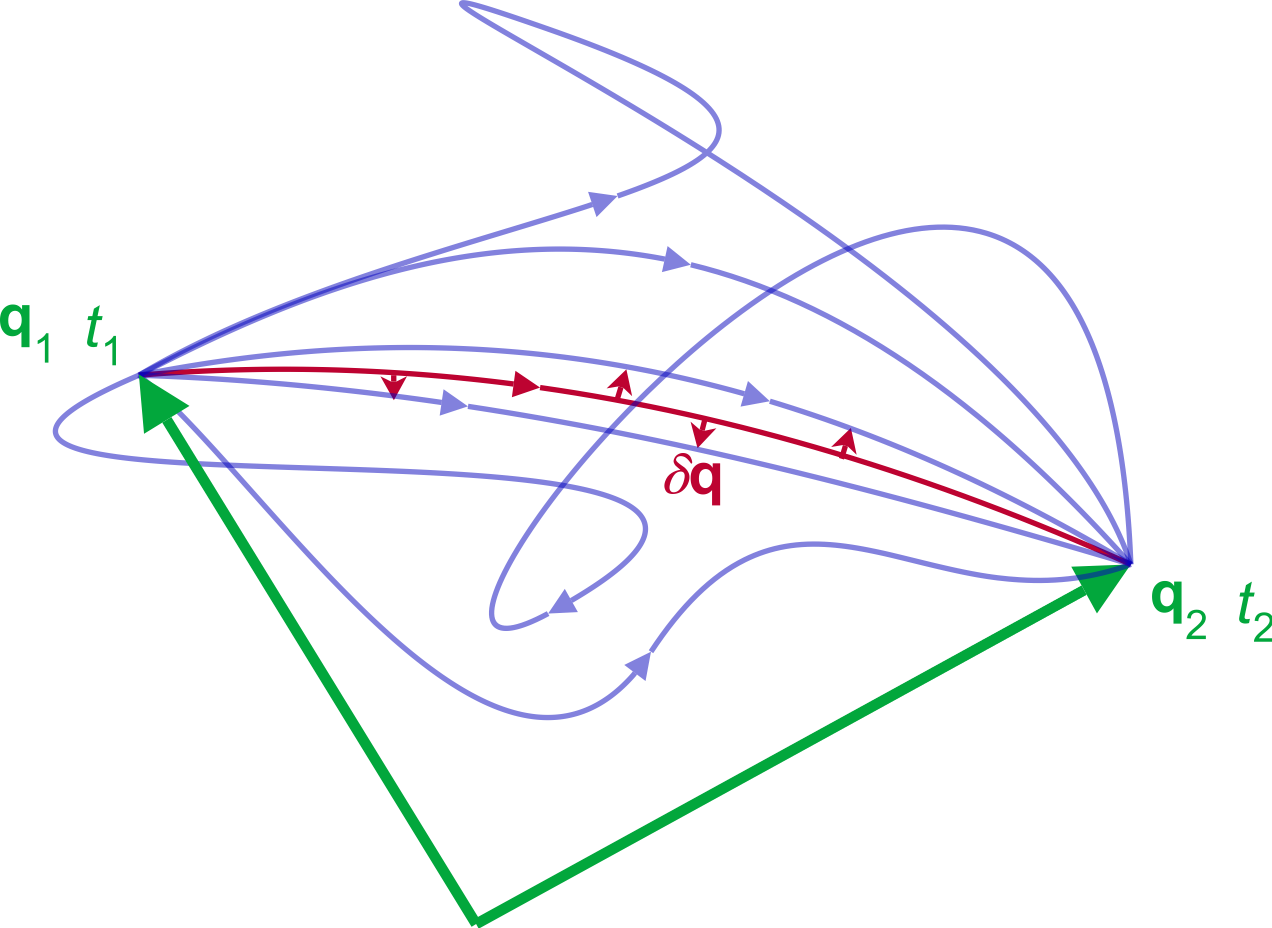 q₁ t₁
δq
q₂ t₂